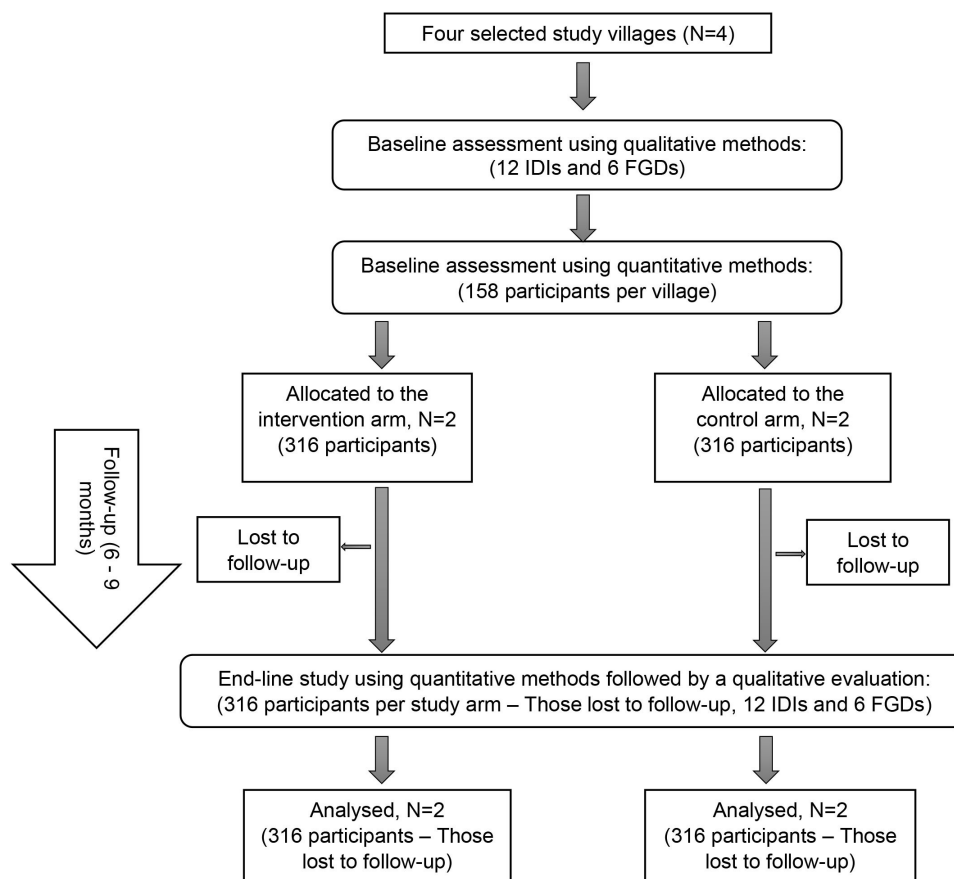 Four selected study villages (N=4)
Baseline assessment using qualitative methods:
(12 IDIs and 6 FGDs)
Baseline assessment using quantitative methods:
(158 participants per village)
Allocated to the
intervention arm, N=2
(316 participants)
Allocated to the
control arm, N=2
(316 participants)
Follow-up (6 - 9
months)
Lost to
follow-up
Lost to
follow-up
End-line study using quantitative methods followed by a qualitative evaluation:
(316 participants per study arm – Those lost to follow-up, 12 IDIs and 6 FGDs)
Analysed, N=2
(316 participants – Those
lost to follow-up)
Analysed, N=2
(316 participants – Those
lost to follow-up)